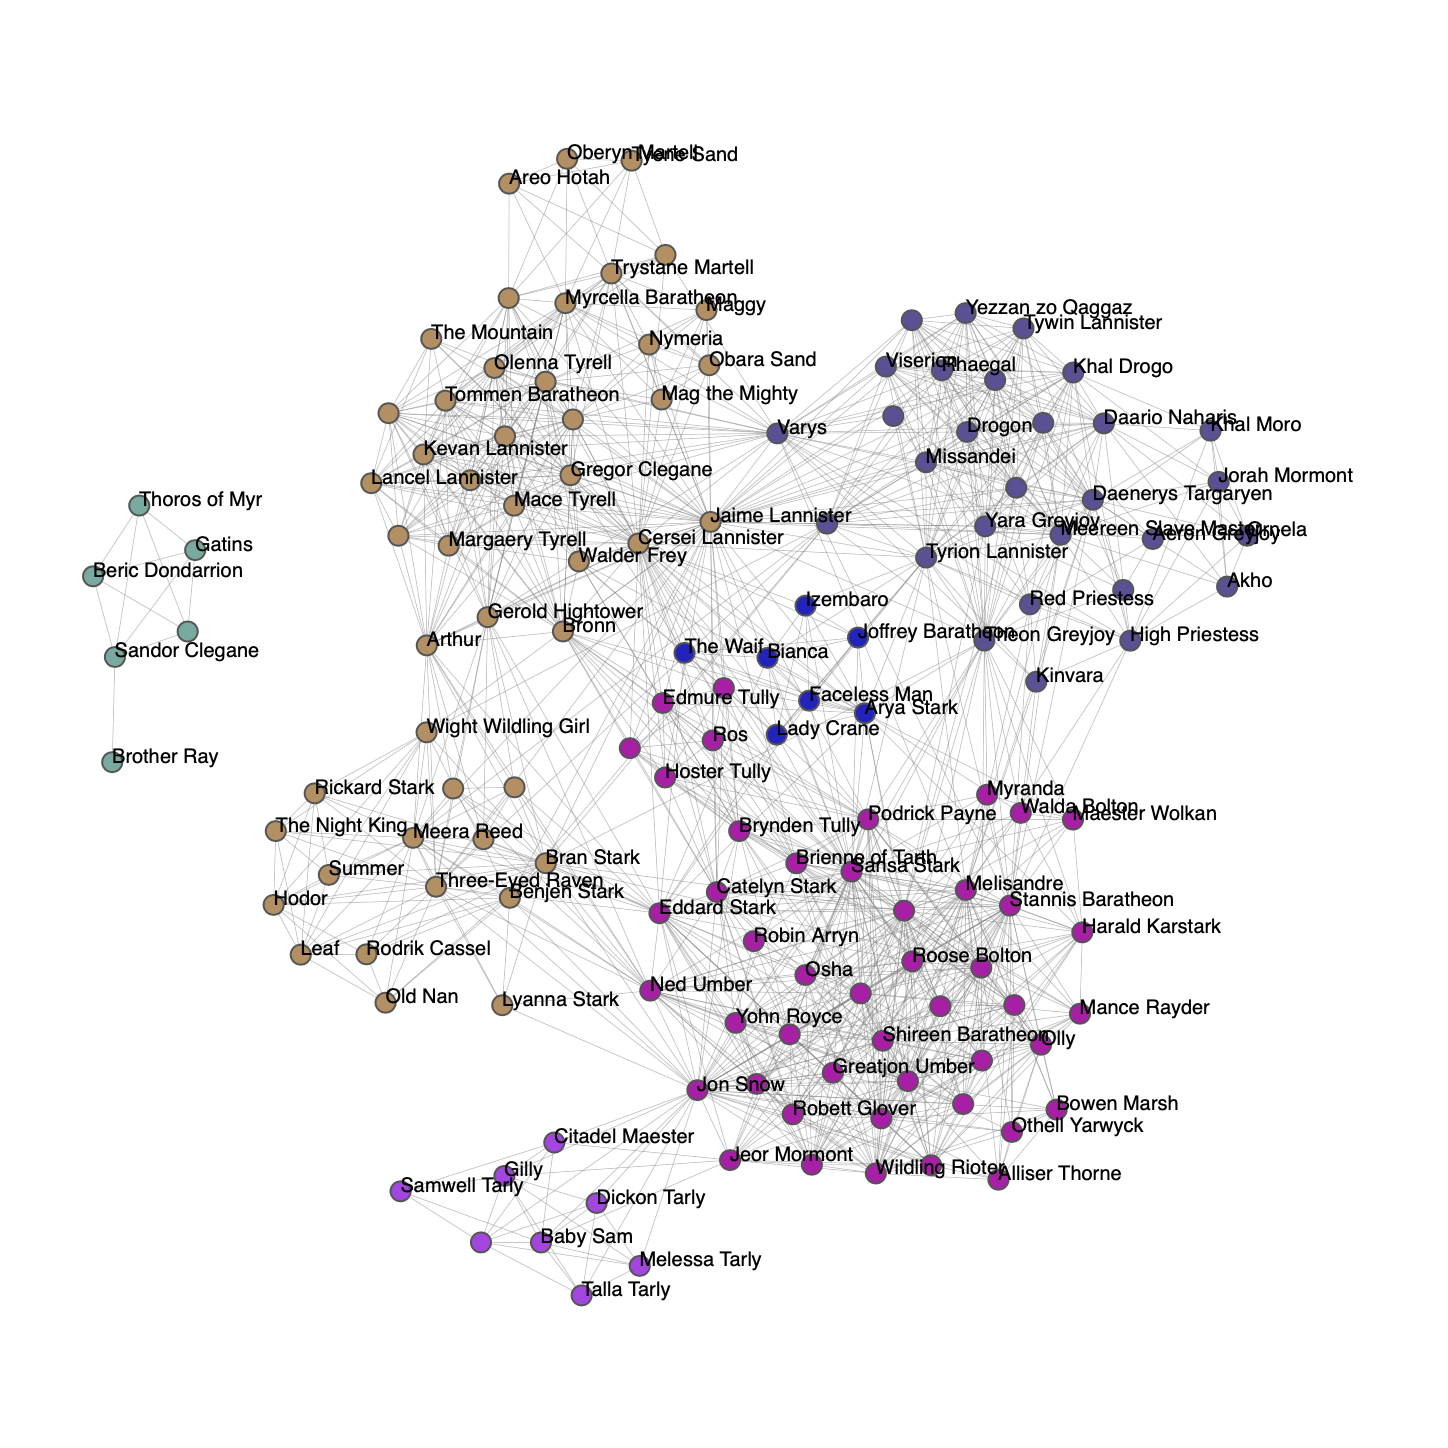 Oberyn Martell
Tyene Sand
Areo Hotah
Trystane Martell
Myrcella Baratheon
Maggy
The Mountain
Nymeria
Olenna Tyrell
Obara Sand
Tommen Baratheon
Mag the Mighty
Yezzan zo Qaggaz
Tywin Lannister
Viserion
Rhaegal
Khal Drogo
Daario Naharis
Khal Moro
Varys
Drogon
Kevan Lannister
Missandei
Lancel Lannister
Gregor Clegane
Jorah Mormont
Mace Tyrell
Daenerys Targaryen
Thoros of Myr
Jaime Lannister
Yara Greyjoy
Meereen Slave Master
Aeron Greyjoy
Ornela
Gatins
Margaery Tyrell
Cersei Lannister
Walder Frey
Tyrion Lannister
Beric Dondarrion
Akho
Izembaro
Red Priestess
Gerold Hightower
Bronn
Joffrey Baratheon
Theon Greyjoy
High Priestess
Arthur
The Waif
Bianca
Sandor Clegane
Kinvara
Edmure Tully
Faceless Man
Arya Stark
Wight Wildling Girl
Ros
Lady Crane
Brother Ray
Hoster Tully
Rickard Stark
Myranda
Walda Bolton
Maester Wolkan
The Night King
Meera Reed
Brynden Tully
Podrick Payne
Bran Stark
Brienne of Tarth
Sansa Stark
Summer
Three-Eyed Raven
Benjen Stark
Catelyn Stark
Melisandre
Stannis Baratheon
Hodor
Eddard Stark
Harald Karstark
Leaf
Rodrik Cassel
Robin Arryn
Roose Bolton
Osha
Old Nan
Lyanna Stark
Ned Umber
Yohn Royce
Mance Rayder
Shireen Baratheon
Olly
Greatjon Umber
Jon Snow
Robett Glover
Bowen Marsh
Othell Yarwyck
Citadel Maester
Jeor Mormont
Wildling Rioter
Alliser Thorne
Gilly
Samwell Tarly
Dickon Tarly
Baby Sam
Melessa Tarly
Talla Tarly